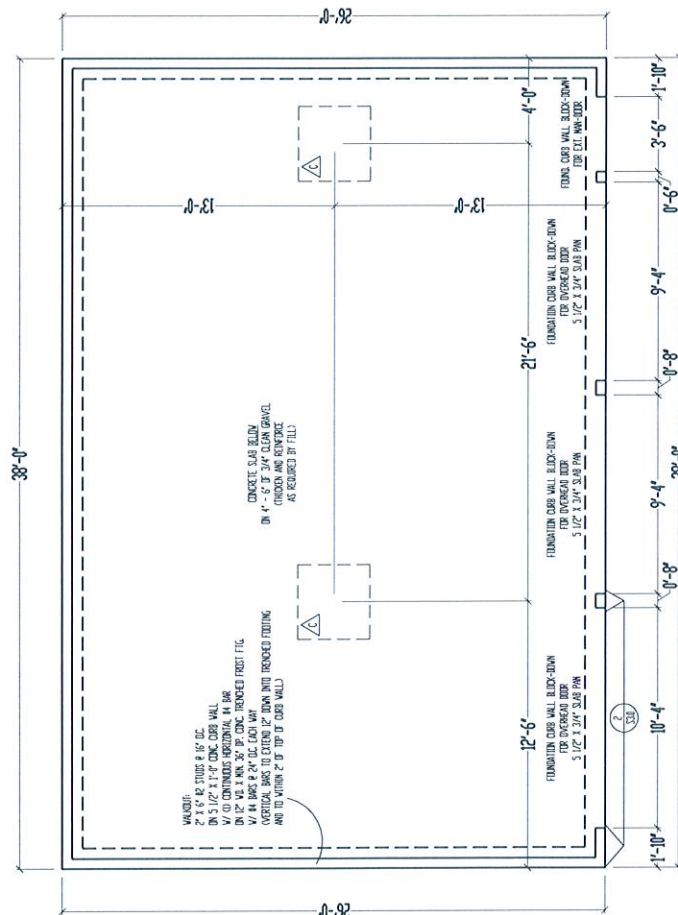 38'-0"
26'-0"
26'-0"
13'-0"
13'-0"
4'-0"
21'-6"
12'-6"
WALKOUT:
2" X 6" #2 STUDS @ 16" O.C.
ON 5 1/2" X 1'-0" CONC. CURB WALL
W/ (1) CONTINUOUS HORIZONTAL #4 BAR
ON 12" WD. X MIN. 36" DP. CONC. TRENCHED FROST FTG.
W/ #4 BARS @ 24" O.C. EACH WAY
(VERTICAL BARS TO EXTEND 12" DOWN INTO TRENCHED FOOTING
AND TO WITHIN 2" OF TOP OF CURB WALL)
CONCRETE SLAB BELOW
ON 4" - 6" OF 3/4" CLEAN GRAVEL
(THICKEN AND REINFORCE
AS REQUIRED BY FILL)
C
C
FOUNDATION CURB WALL BLOCK-DOWN
FOR OVERHEAD DOOR
5 1/2" X 3/4" SLAB PAN
FOUNDATION CURB WALL BLOCK-DOWN
FOR OVERHEAD DOOR
5 1/2" X 3/4" SLAB PAN
FOUNDATION CURB WALL BLOCK-DOWN
FOR OVERHEAD DOOR
5 1/2" X 3/4" SLAB PAN
FOUND. CURB WALL BLOCK-DOWN
FOR EXT. MAN-DOOR
1'-10"
10'-4"
0'-8"
9'-4"
0'-8"
9'-4"
0'-6"
3'-6"
1'-10"
2
S3.0